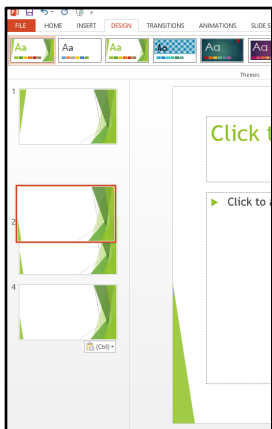 FILE HOME INSERT DESIGN TRANSITIONS ANIMATIONS SLIDE S
Aa Aa Aa Aa Aa Aa
Themes
1
Click t
2
Click to a
4
(Ctrl)